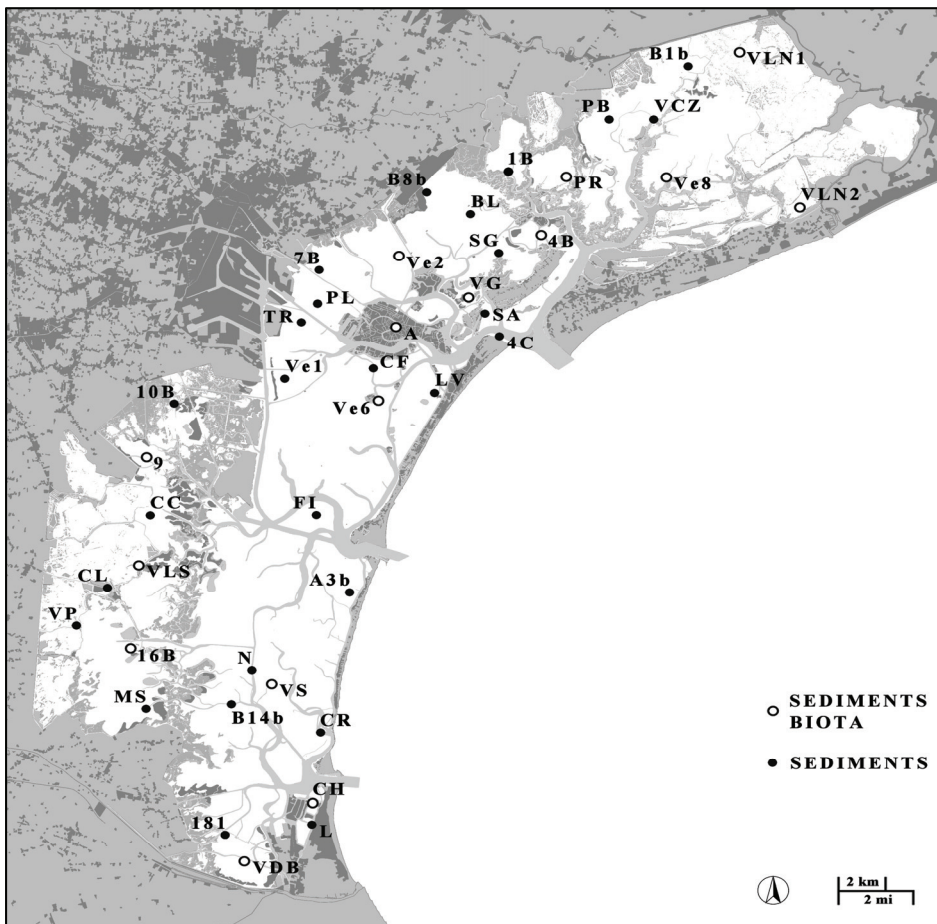 VLN1
B1b
PB
VCZ
1B
PR
Ve8
B8b
VLN2
BL
4B
SG
Ve2
7B
VG
PL
SA
TR
A
4C
CF
Ve1
LV
Ve6
10B
9
CC
FI
VLS
CL
A3b
VP
16B
N
VS
MS
B14b
CR
SEDIMENTS
BIOTA
SEDIMENTS
CH
L
181
VDB
2 km
2 mi